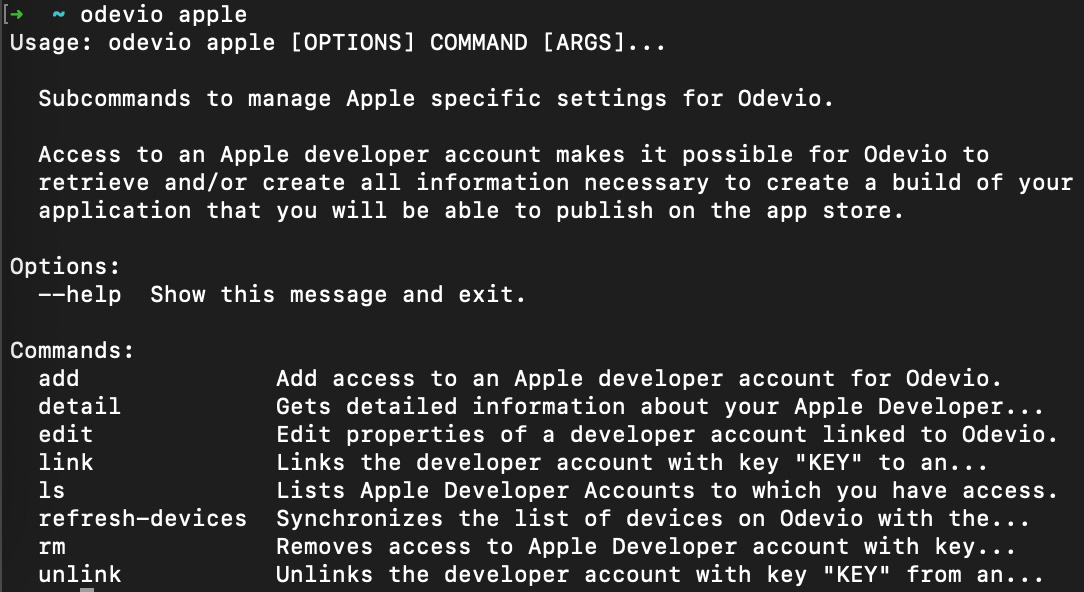 [➜  ~ odevio apple
Usage: odevio apple [OPTIONS] COMMAND [ARGS]...

  Subcommands to manage Apple specific settings for Odevio.

  Access to an Apple developer account makes it possible for Odevio to
  retrieve and/or create all information necessary to create a build of your
  application that you will be able to publish on the app store.

Options:
  --help  Show this message and exit.

Commands:
  add              Add access to an Apple developer account for Odevio.
  detail           Gets detailed information about your Apple Developer...
  edit             Edit properties of a developer account linked to Odevio.
  link             Links the developer account with key "KEY" to an...
  ls               Lists Apple Developer Accounts to which you have access.
  refresh-devices  Synchronizes the list of devices on Odevio with the...
  rm               Removes access to Apple Developer account with key...
  unlink           Unlinks the developer account with key "KEY" from an...